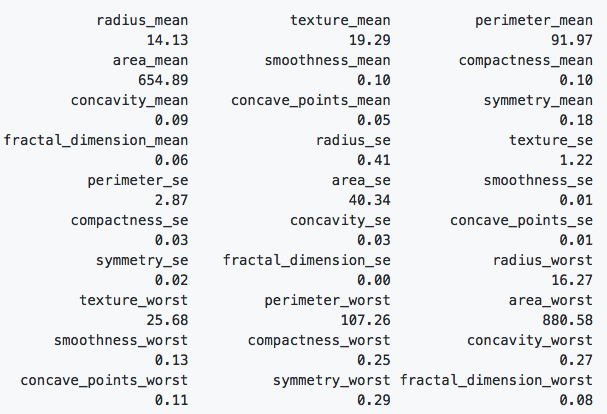 radius_mean texture_mean perimeter_mean
14.13 19.29 91.97
area_mean smoothness_mean compactness_mean
654.89 0.10 0.10
concavity_mean concave_points_mean symmetry_mean
0.09 0.05 0.18
fractal_dimension_mean radius_se texture_se
0.06 0.41 1.22
perimeter_se area_se smoothness_se
2.87 40.34 0.01
compactness_se concavity_se concave_points_se
0.03 0.03 0.01
symmetry_se fractal_dimension_se radius_worst
0.02 0.00 16.27
texture_worst perimeter_worst area_worst
25.68 107.26 880.58
smoothness_worst compactness_worst concavity_worst
0.13 0.25 0.27
concave_points_worst symmetry_worst fractal_dimension_worst
0.11 0.29 0.08